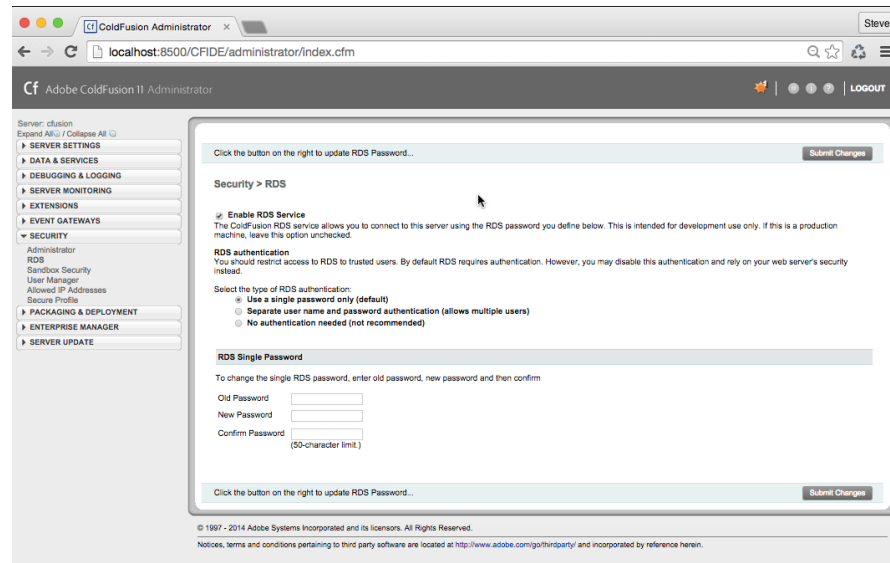 ColdFusion Administrator ×
Steve
localhost:8500/CFIDE/administrator/index.cfm
Cf Adobe ColdFusion 11 Administrator
LOGOUT
Server: cfusion
Expand All / Collapse All
SERVER SETTINGS
DATA & SERVICES
DEBUGGING & LOGGING
SERVER MONITORING
EXTENSIONS
EVENT GATEWAYS
SECURITY
Administrator
RDS
Sandbox Security
User Manager
Allowed IP Addresses
Secure Profile
PACKAGING & DEPLOYMENT
ENTERPRISE MANAGER
SERVER UPDATE
Click the button on the right to update RDS Password...
Submit Changes
Security > RDS
Enable RDS Service
The ColdFusion RDS service allows you to connect to this server using the RDS password you define below. This is intended for development use only. If this is a production
machine, leave this option unchecked.
RDS authentication
You should restrict access to RDS to trusted users. By default RDS requires authentication. However, you may disable this authentication and rely on your web server's security
instead.
Select the type of RDS authentication:
Use a single password only (default)
Separate user name and password authentication (allows multiple users)
No authentication needed (not recommended)
RDS Single Password
To change the single RDS password, enter old password, new password and then confirm
Old Password
New Password
Confirm Password
(50-character limit.)
Click the button on the right to update RDS Password...
Submit Changes
© 1997 - 2014 Adobe Systems Incorporated and its licensors. All Rights Reserved.
Notices, terms and conditions pertaining to third party software are located at http://www.adobe.com/go/thirdparty/ and incorporated by reference herein.